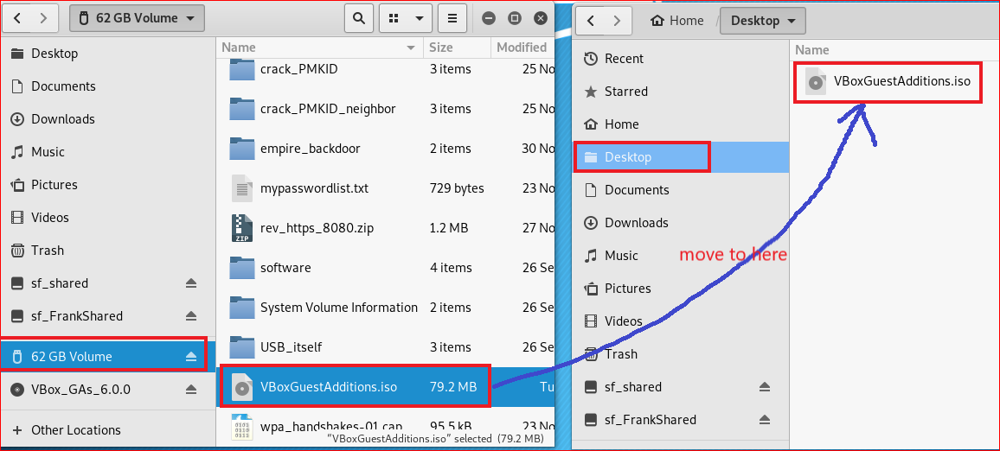 62 GB Volume
Desktop
Documents
Downloads
Music
Pictures
Videos
Trash
sf_shared
sf_FrankShared
62 GB Volume
VBox_GAs_6.0.0
Other Locations
Name Size Modified
crack_PMKID 3 items 25 No
crack_PMKID_neighbor 3 items 25 No
empire_backdoor 2 items 30 No
mypasswordlist.txt 729 bytes 23 No
rev_https_8080.zip 1.2 MB 27 No
ZIP
software 4 items 26 Se
System Volume Information 2 items 26 Se
USB_itself 3 items 26 Se
VBoxGuestAdditions.iso 79.2 MB Tu
wpa_handshakes-01.cap 95.5 kB 23 No
“VBoxGuestAdditions.iso” selected (79.2 MB)
Home / Desktop
Recent
Starred
Home
Desktop
Documents
Downloads
Music
Pictures
Videos
Trash
sf_shared
sf_FrankShared
Name
VBoxGuestAdditions.iso
move to here